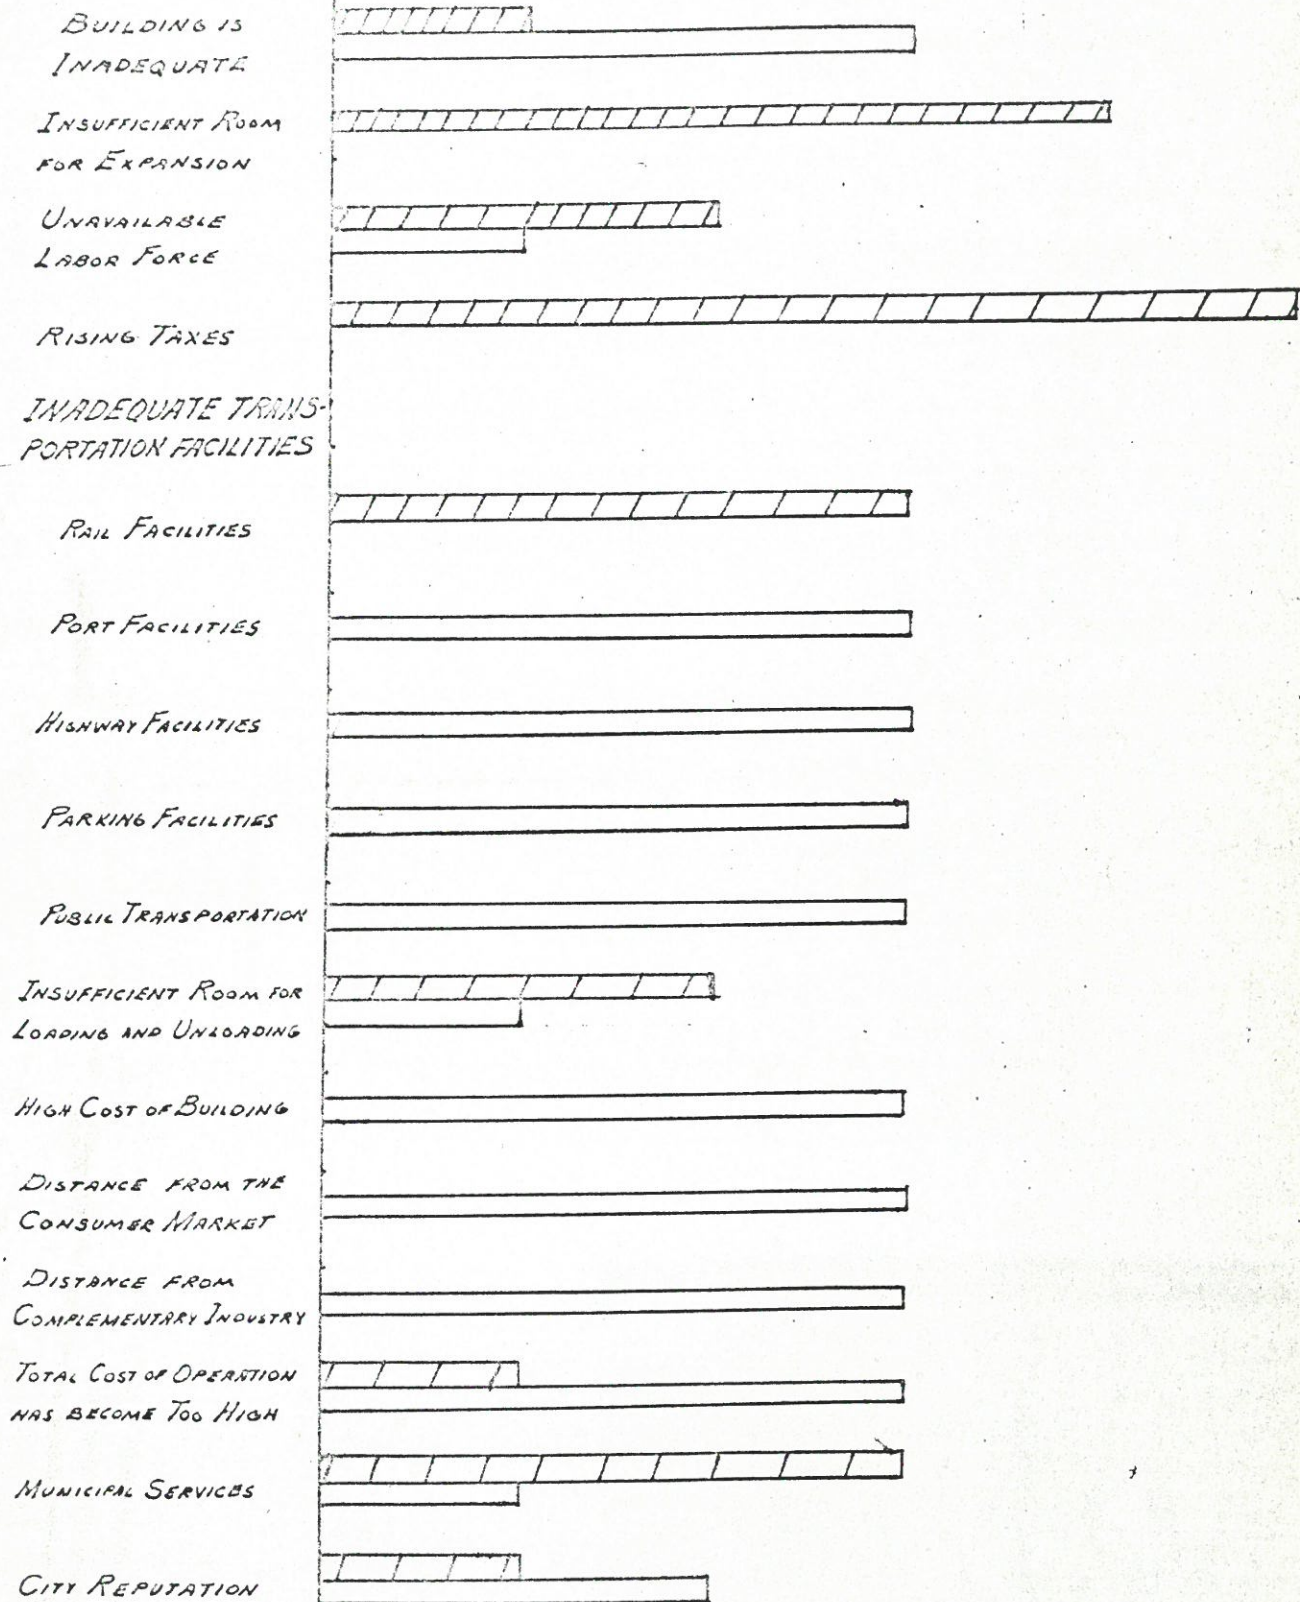 BUILDING IS
INADEQUATE
INSUFFICIENT ROOM
FOR EXPANSION
UNAVAILABLE
LABOR FORCE
RISING TAXES
INADEQUATE TRANS-
PORTATION FACILITIES
RAIL FACILITIES
PORT FACILITIES
HIGHWAY FACILITIES
PARKING FACILITIES
PUBLIC TRANSPORTATION
INSUFFICIENT ROOM FOR
LOADING AND UNLOADING
HIGH COST OF BUILDING
DISTANCE FROM THE
CONSUMER MARKET
DISTANCE FROM
COMPLEMENTARY INDUSTRY
TOTAL COST OF OPERATION
HAS BECOME TOO HIGH
MUNICIPAL SERVICES
CITY REPUTATION